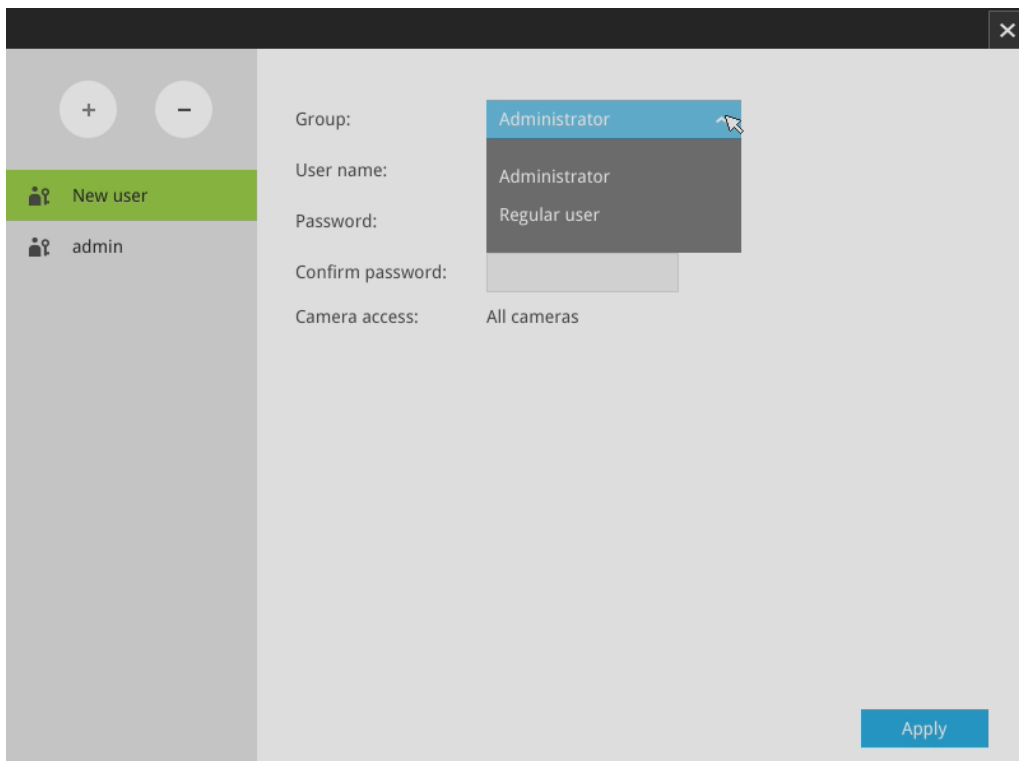 + −
New user
admin
Group: Administrator
Administrator
User name:
Regular user
Password:
Confirm password:
Camera access: All cameras
Apply